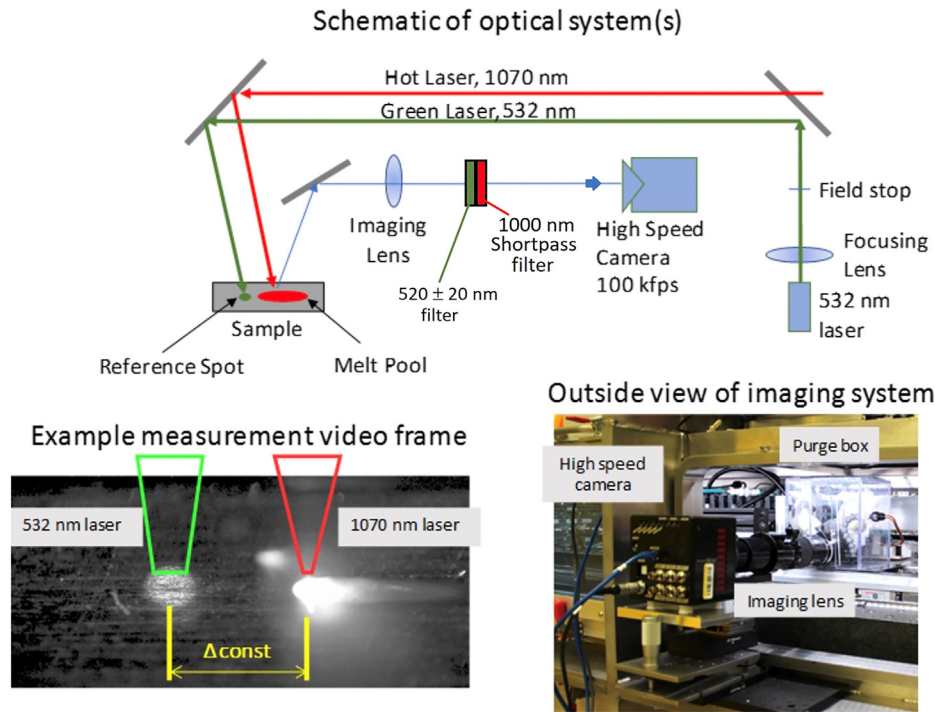 Schematic of optical system(s)
Hot Laser, 1070 nm
Green Laser,532 nm
Imaging
Lens
1000 nm
Shortpass
filter
520 ± 20 nm
filter
High Speed
Camera
100 kfps
Field stop
Focusing
Lens
532 nm
laser
Sample
Reference Spot
Melt Pool
Example measurement video frame
532 nm laser
1070 nm laser
Δconst
Outside view of imaging system
High speed
camera
Purge box
Imaging lens